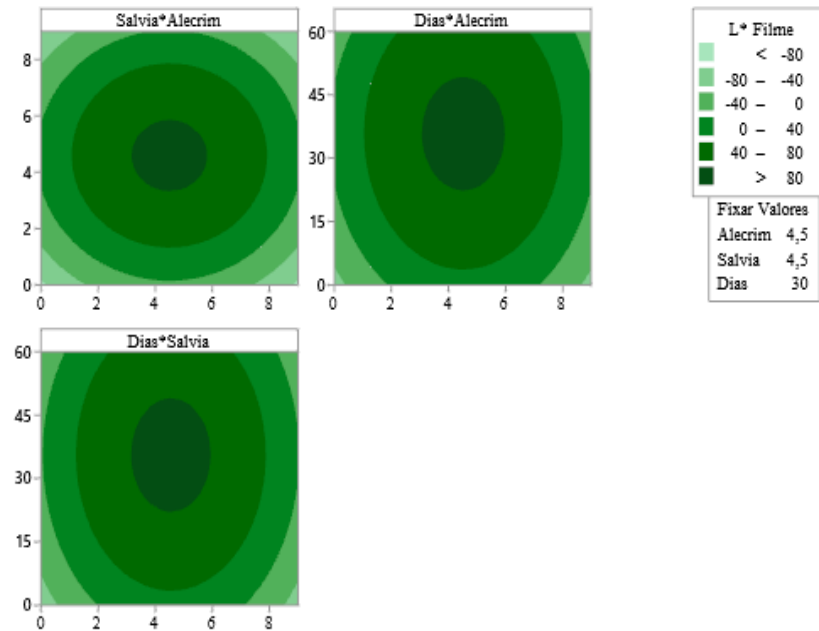 Salvia*Alecrim
8
6
4
2
0
0 2 4 6 8
Dias*Alecrim
60
45
30
15
0
0 2 4 6 8
Dias*Salvia
60
45
30
15
0
0 2 4 6 8
L* Filme
< -80
-80 – -40
-40 – 0
0 – 40
40 – 80
> 80
Fixar Valores
Alecrim 4,5
Salvia 4,5
Dias 30